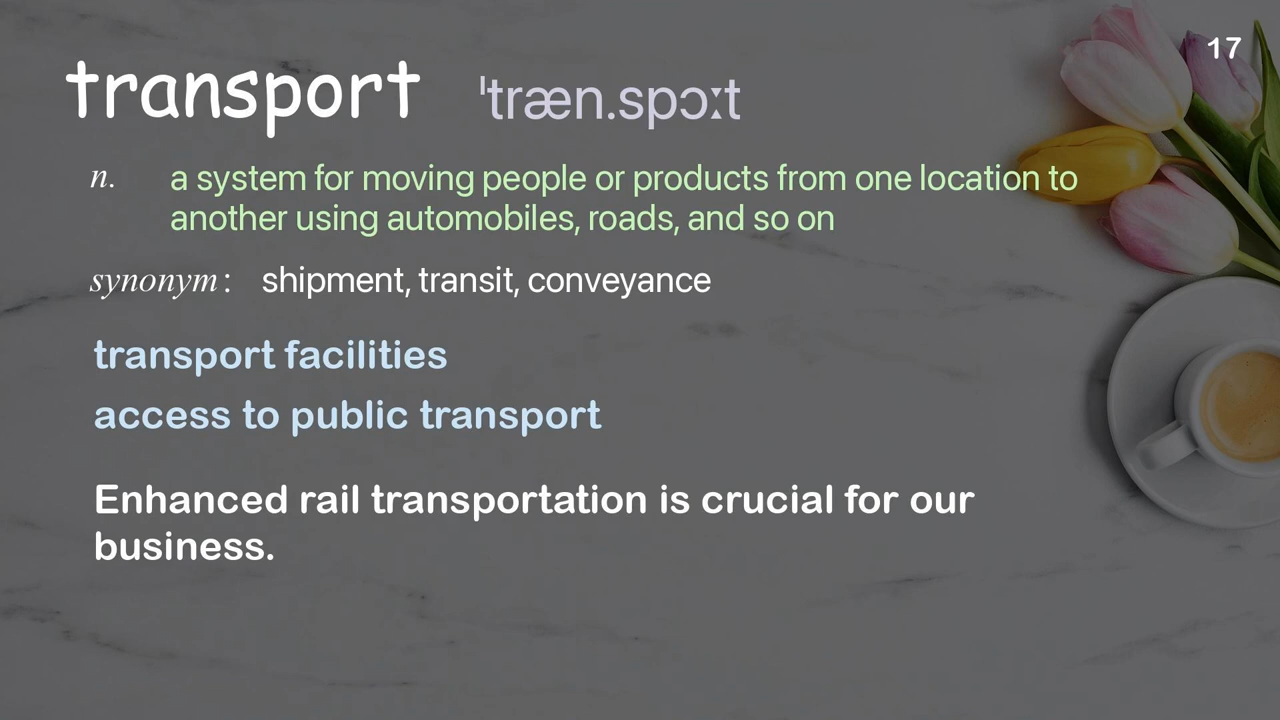 17
transport ˈtræn.spɔːt
n. a system for moving people or products from one location to
another using automobiles, roads, and so on
synonym: shipment, transit, conveyance
transport facilities
access to public transport
Enhanced rail transportation is crucial for our
business.